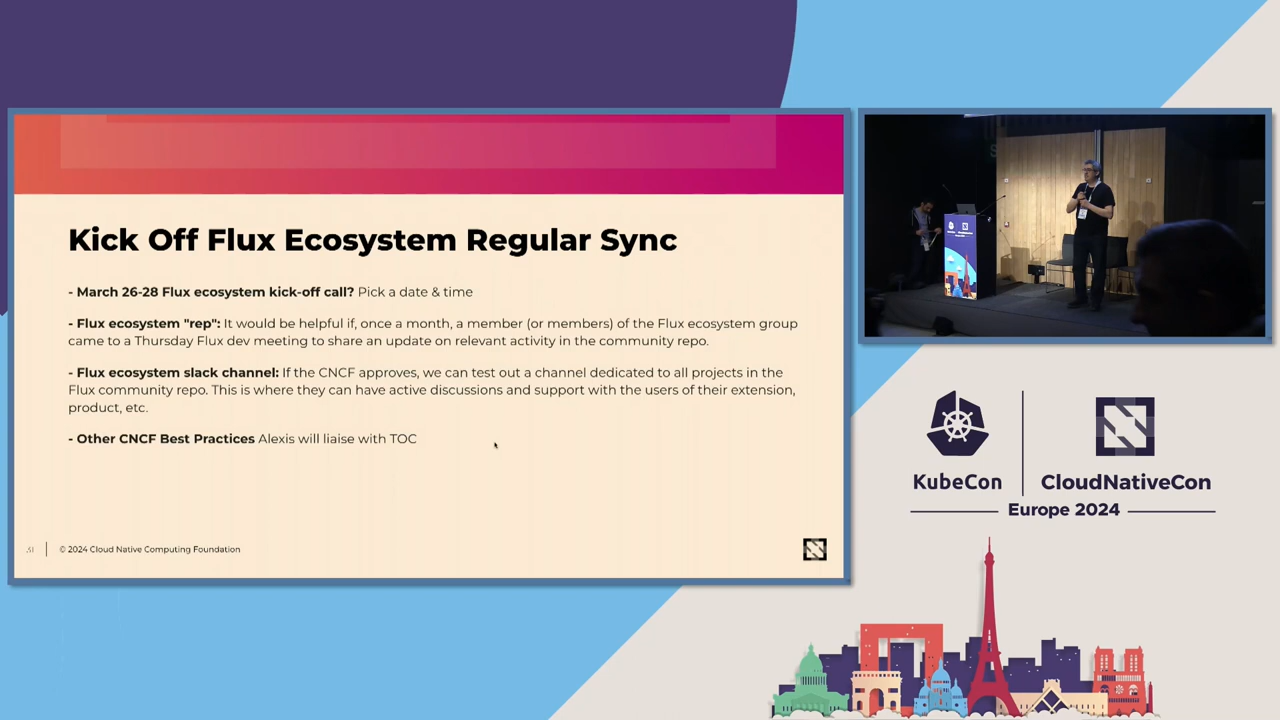 Kick Off Flux Ecosystem Regular Sync
- March 26-28 Flux ecosystem kick-off call? Pick a date & time
- Flux ecosystem "rep": It would be helpful if, once a month, a member (or members) of the Flux ecosystem group
came to a Thursday Flux dev meeting to share an update on relevant activity in the community repo.
- Flux ecosystem slack channel: If the CNCF approves, we can test out a channel dedicated to all projects in the
Flux community repo. This is where they can have active discussions and support with the users of their extension,
product, etc.
- Other CNCF Best Practices Alexis will liaise with TOC
31
© 2024 Cloud Native Computing Foundation
KubeCon
CloudNativeCon
Europe 2024